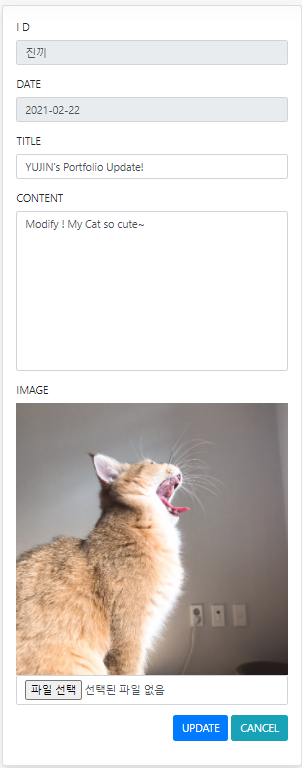 I D
진끼
DATE
2021-02-22
TITLE
YUJIN's Portfolio Update!
CONTENT
Modify ! My Cat so cute~
IMAGE
파일 선택 선택된 파일 없음
UPDATE CANCEL